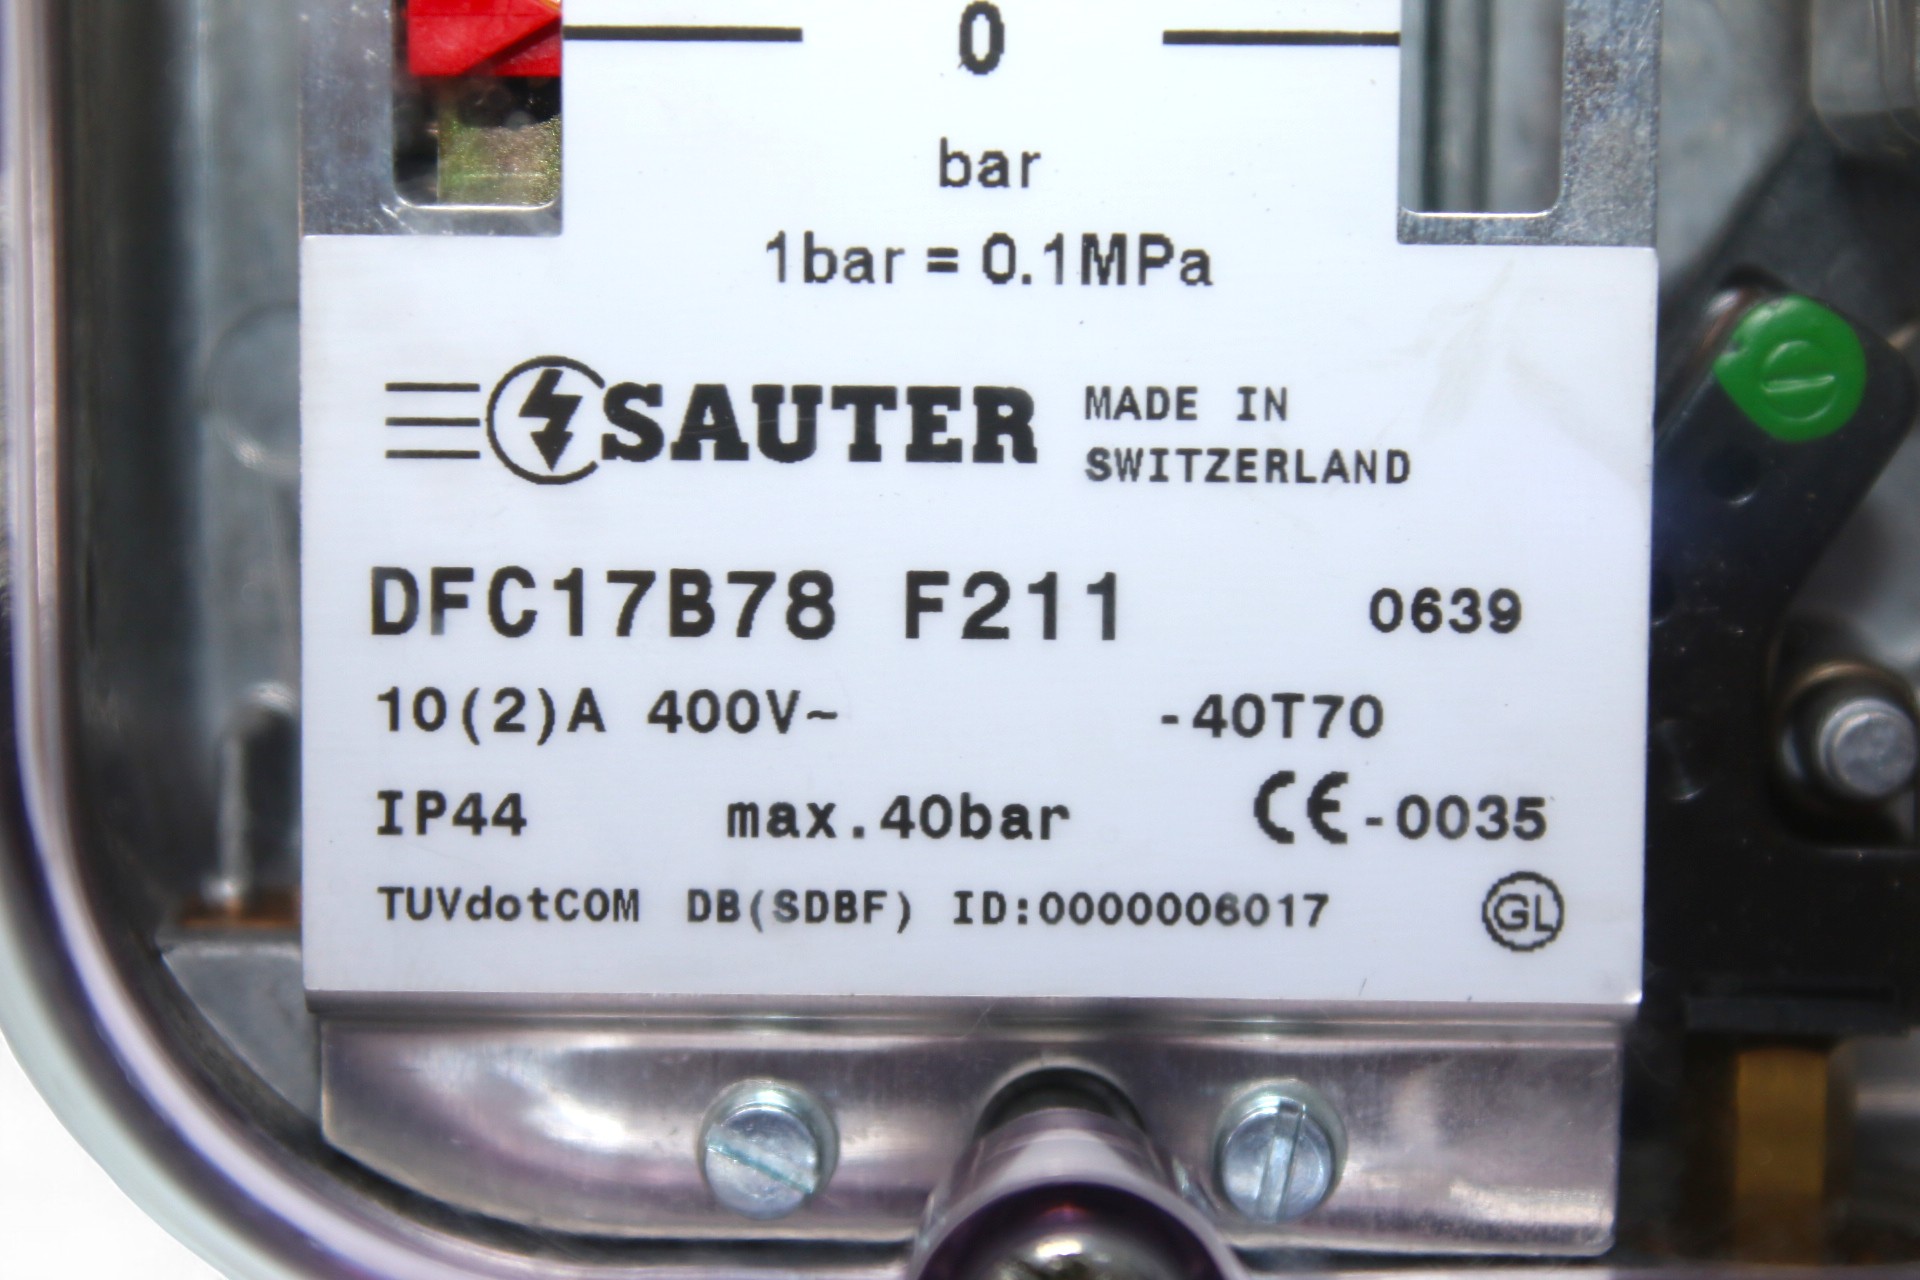 0
bar
1bar = 0.1MPa
SAUTER MADE IN
SWITZERLAND
DFC17B78 F211 0639
10(2)A 400V~ -40T70
IP44 max.40bar CE-0035
TUVdotCOM DB(SDBF) ID:0000006017 GL